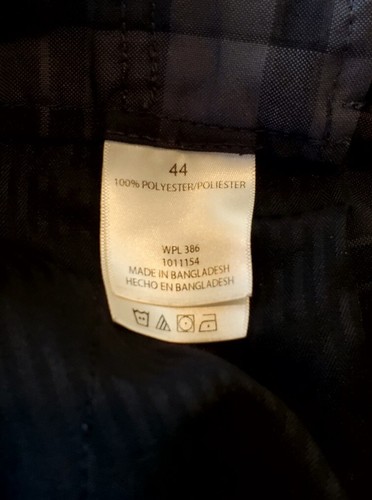 44
100% POLYESTER/POLIESTER
WPL 386
1011154
MADE IN BANGLADESH
HECHO EN BANGLADESH